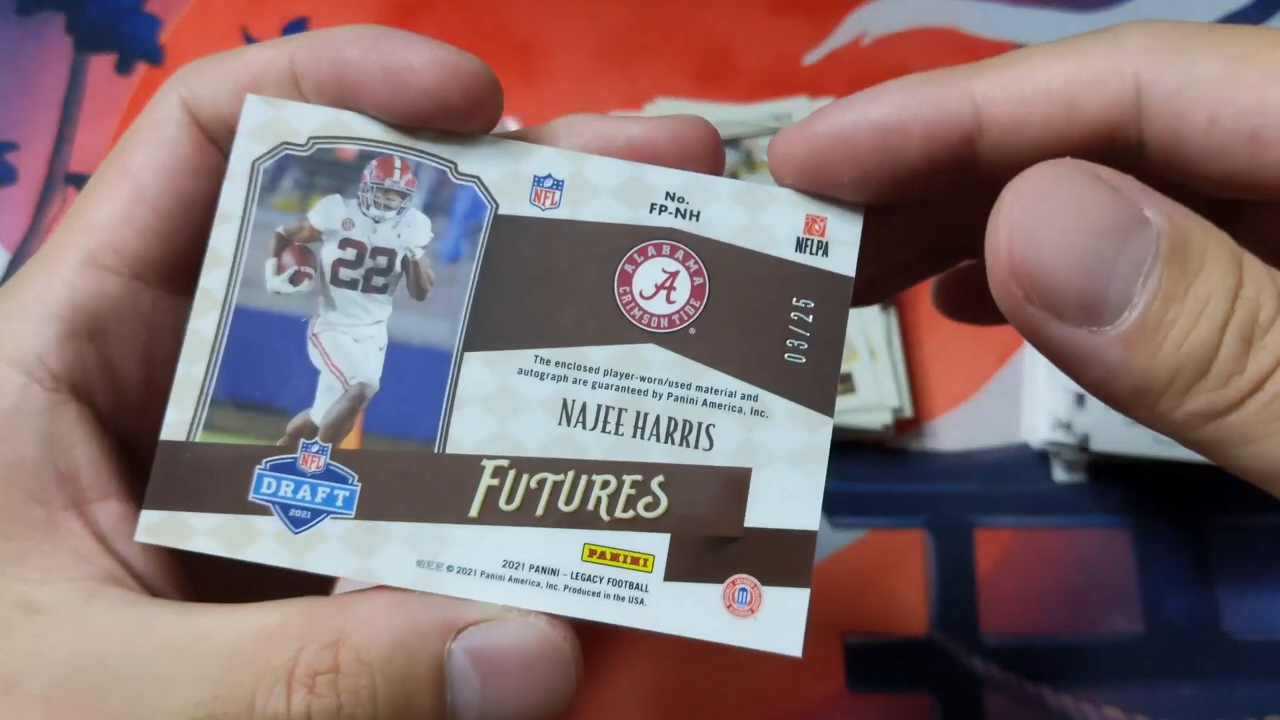 22
NFL
No.
FP-NH
NFLPA
ALABAMA
A
CRIMSON TIDE
®
03/25
The enclosed player-worn/used material and
autograph are guaranteed by Panini America, Inc.
NAJEE HARRIS
NFL
DRAFT
2021
FUTURES
PANINI
2021 PANINI – LEGACY FOOTBALL
帕尼尼 © 2021 Panini America, Inc. Produced in the USA.